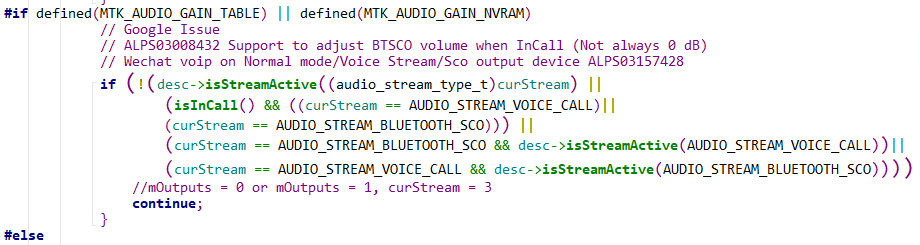 #if defined(MTK_AUDIO_GAIN_TABLE) || defined(MTK_AUDIO_GAIN_NVRAM)
// Google Issue
// ALPS03008432 Support to adjust BTSCO volume when InCall (Not always 0 dB)
// Wechat voip on Normal mode/Voice Stream/Sco output device ALPS03157428
if (!(desc->isStreamActive((audio_stream_type_t)curStream) ||
(isInCall() && ((curStream == AUDIO_STREAM_VOICE_CALL)||
(curStream == AUDIO_STREAM_BLUETOOTH_SCO))) ||
(curStream == AUDIO_STREAM_BLUETOOTH_SCO && desc->isStreamActive(AUDIO_STREAM_VOICE_CALL))||
(curStream == AUDIO_STREAM_VOICE_CALL && desc->isStreamActive(AUDIO_STREAM_BLUETOOTH_SCO)))) {
//mOutputs = 0 or mOutputs = 1, curStream = 3
continue;
}
#else